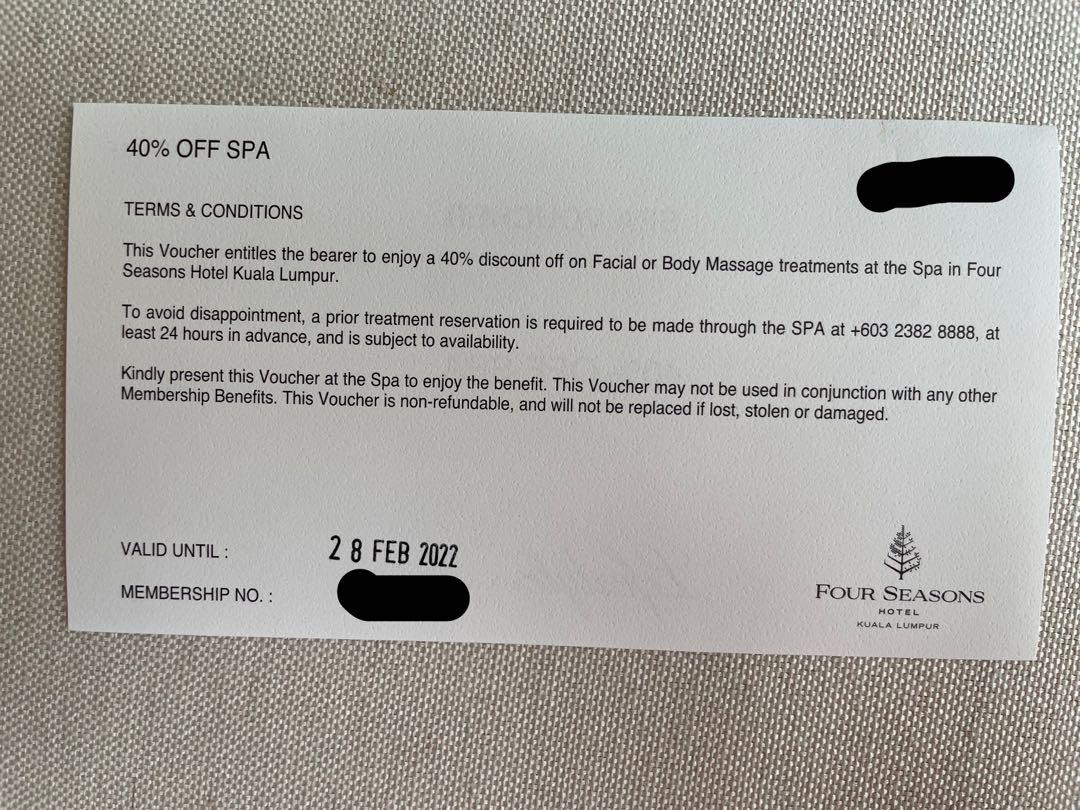 40% OFF SPA
TERMS & CONDITIONS
This Voucher entitles the bearer to enjoy a 40% discount off on Facial or Body Massage treatments at the Spa in Four
Seasons Hotel Kuala Lumpur.
To avoid disappointment, a prior treatment reservation is required to be made through the SPA at +603 2382 8888, at
least 24 hours in advance, and is subject to availability.
Kindly present this Voucher at the Spa to enjoy the benefit. This Voucher may not be used in conjunction with any other
Membership Benefits. This Voucher is non-refundable, and will not be replaced if lost, stolen or damaged.
VALID UNTIL : 28 FEB 2022
MEMBERSHIP NO. :
FOUR SEASONS
HOTEL
KUALA LUMPUR